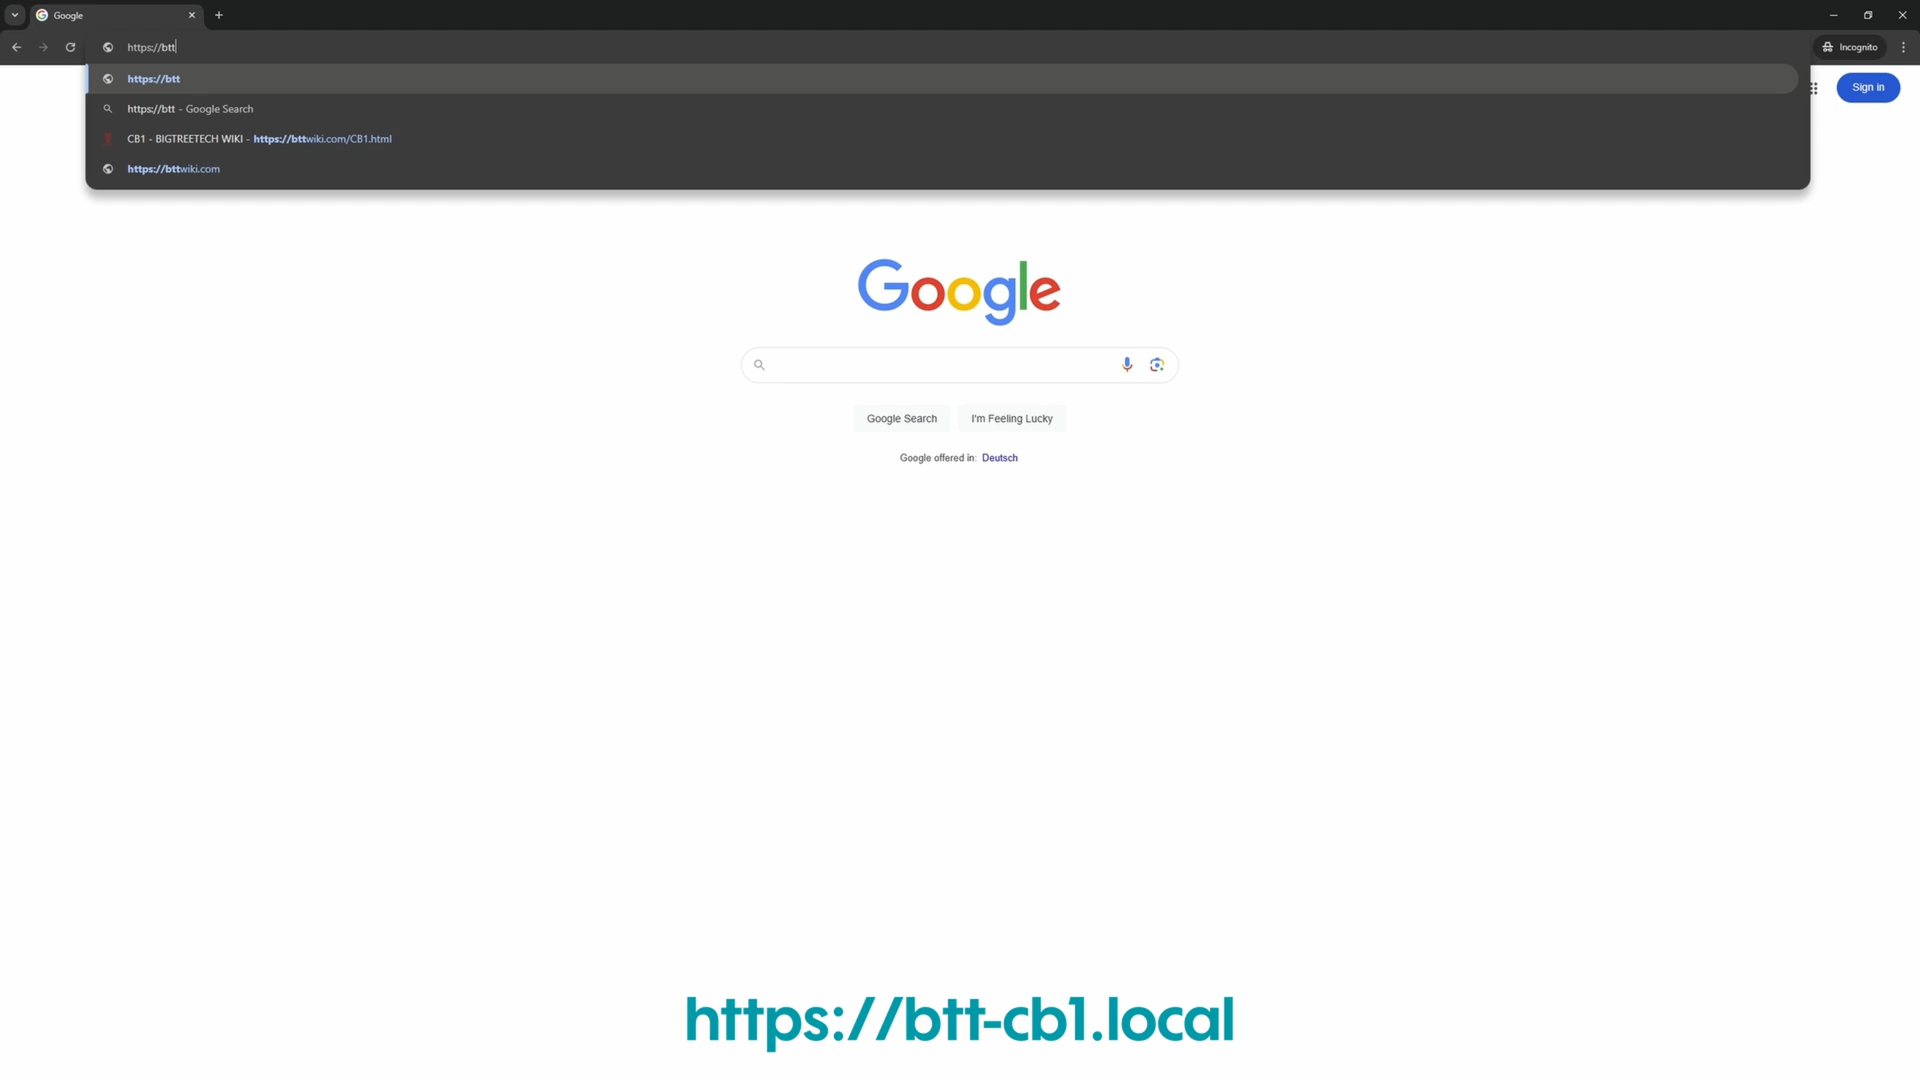 Google
https://btt
Incognito
https://btt
https://btt - Google Search
CB1 - BIGTREETECH WIKI - https://bttwiki.com/CB1.html
https://bttwiki.com
Sign in
Google
Google Search
I'm Feeling Lucky
Google offered in: Deutsch
https://btt-cb1.local